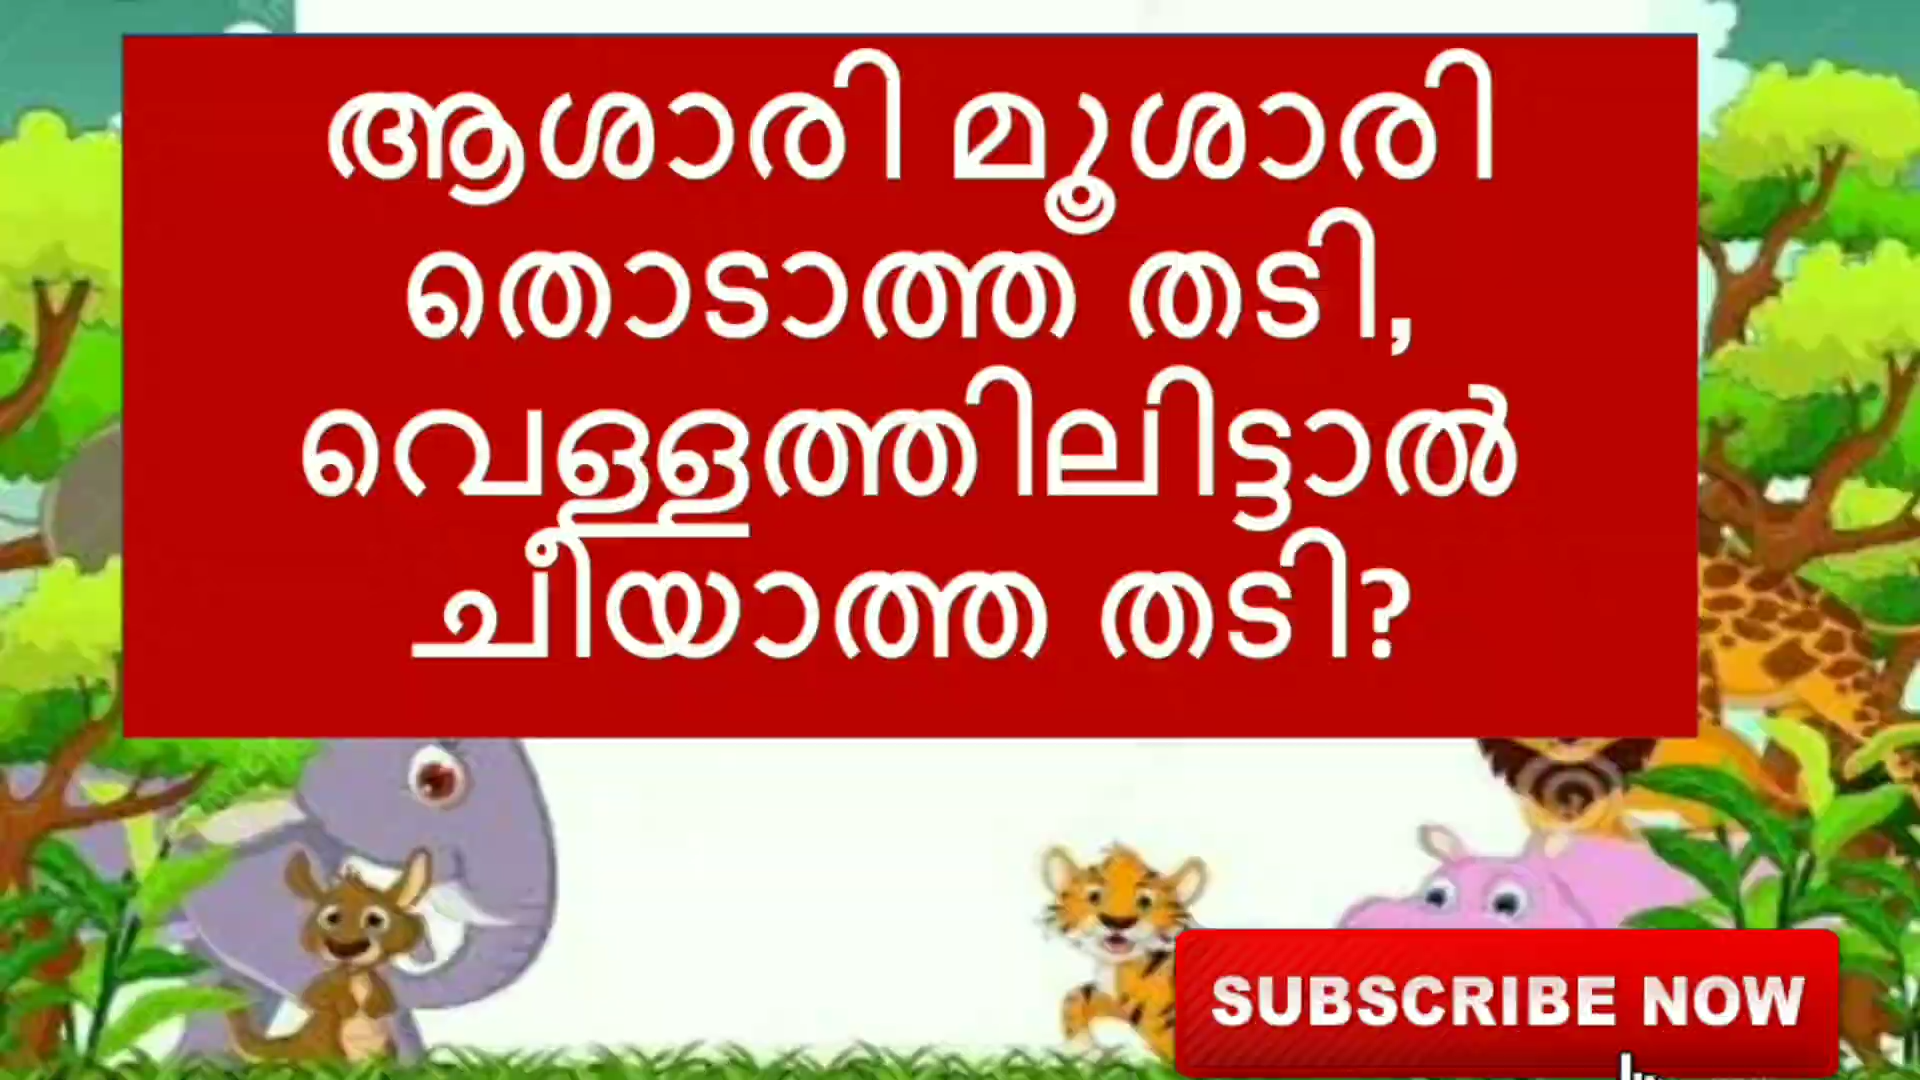 ആശാരി മൂശാരി
തൊടാത്ത തടി,
വെള്ളത്തിലിട്ടാൽ
ചീയാത്ത തടി?
SUBSCRIBE NOW